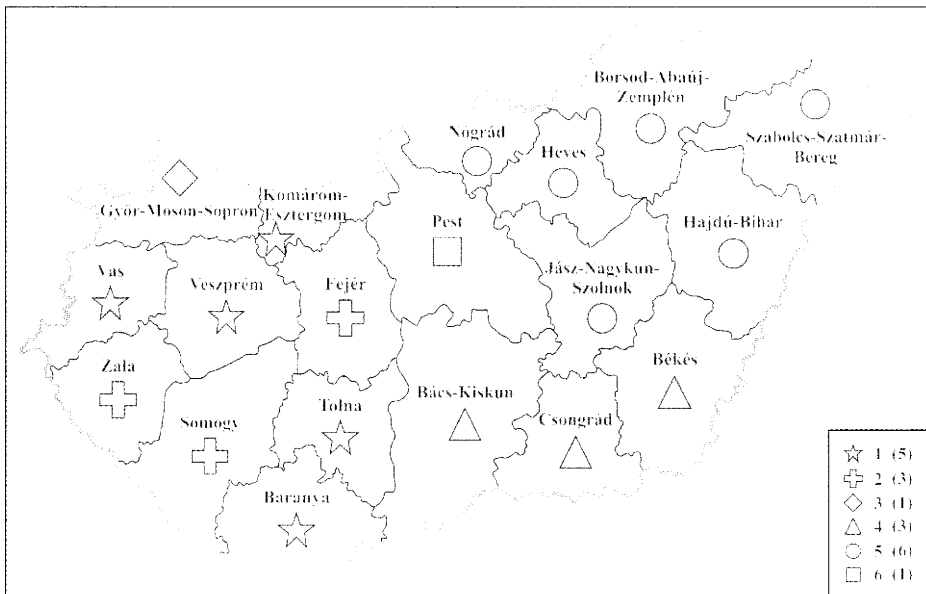 Borsod-Abaúj-
Zemplén
Szabolcs-Szatmár-
Bereg
Nógrád
Heves
Győr-Moson-Sopron
Komárom-
Esztergom
Pest
Hajdú-Bihar
Vas
Veszprém
Fejér
Jász-Nagykun-
Szolnok
Zala
Somogy
Tolna
Bács-Kiskun
Csongrád
Békés
Baranya
1 (5)
2 (3)
3 (1)
4 (3)
5 (6)
6 (1)